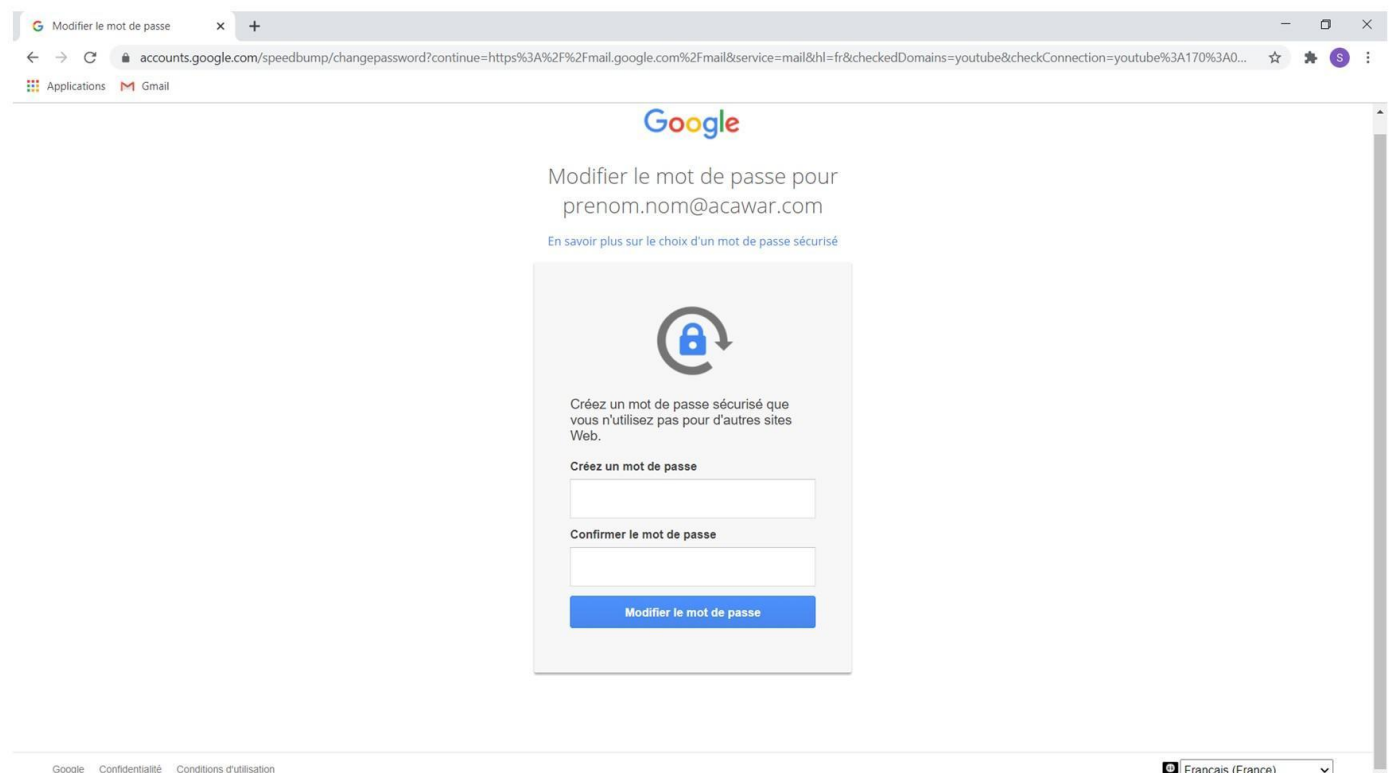 Modifier le mot de passe
accounts.google.com/speedbump/changepassword?continue=https%3A%2F%2Fmail.google.com%2Fmail&service=mail&hl=fr&checkedDomains=youtube&checkConnection=youtube%3A170%3A0...
S
Applications Gmail
Google
Modifier le mot de passe pour
prenom.nom@acawar.com
En savoir plus sur le choix d'un mot de passe sécurisé
Créez un mot de passe sécurisé que
vous n'utilisez pas pour d'autres sites
Web.
Créez un mot de passe
Confirmer le mot de passe
Modifier le mot de passe
Google Confidentialité Conditions d'utilisation Français (France)